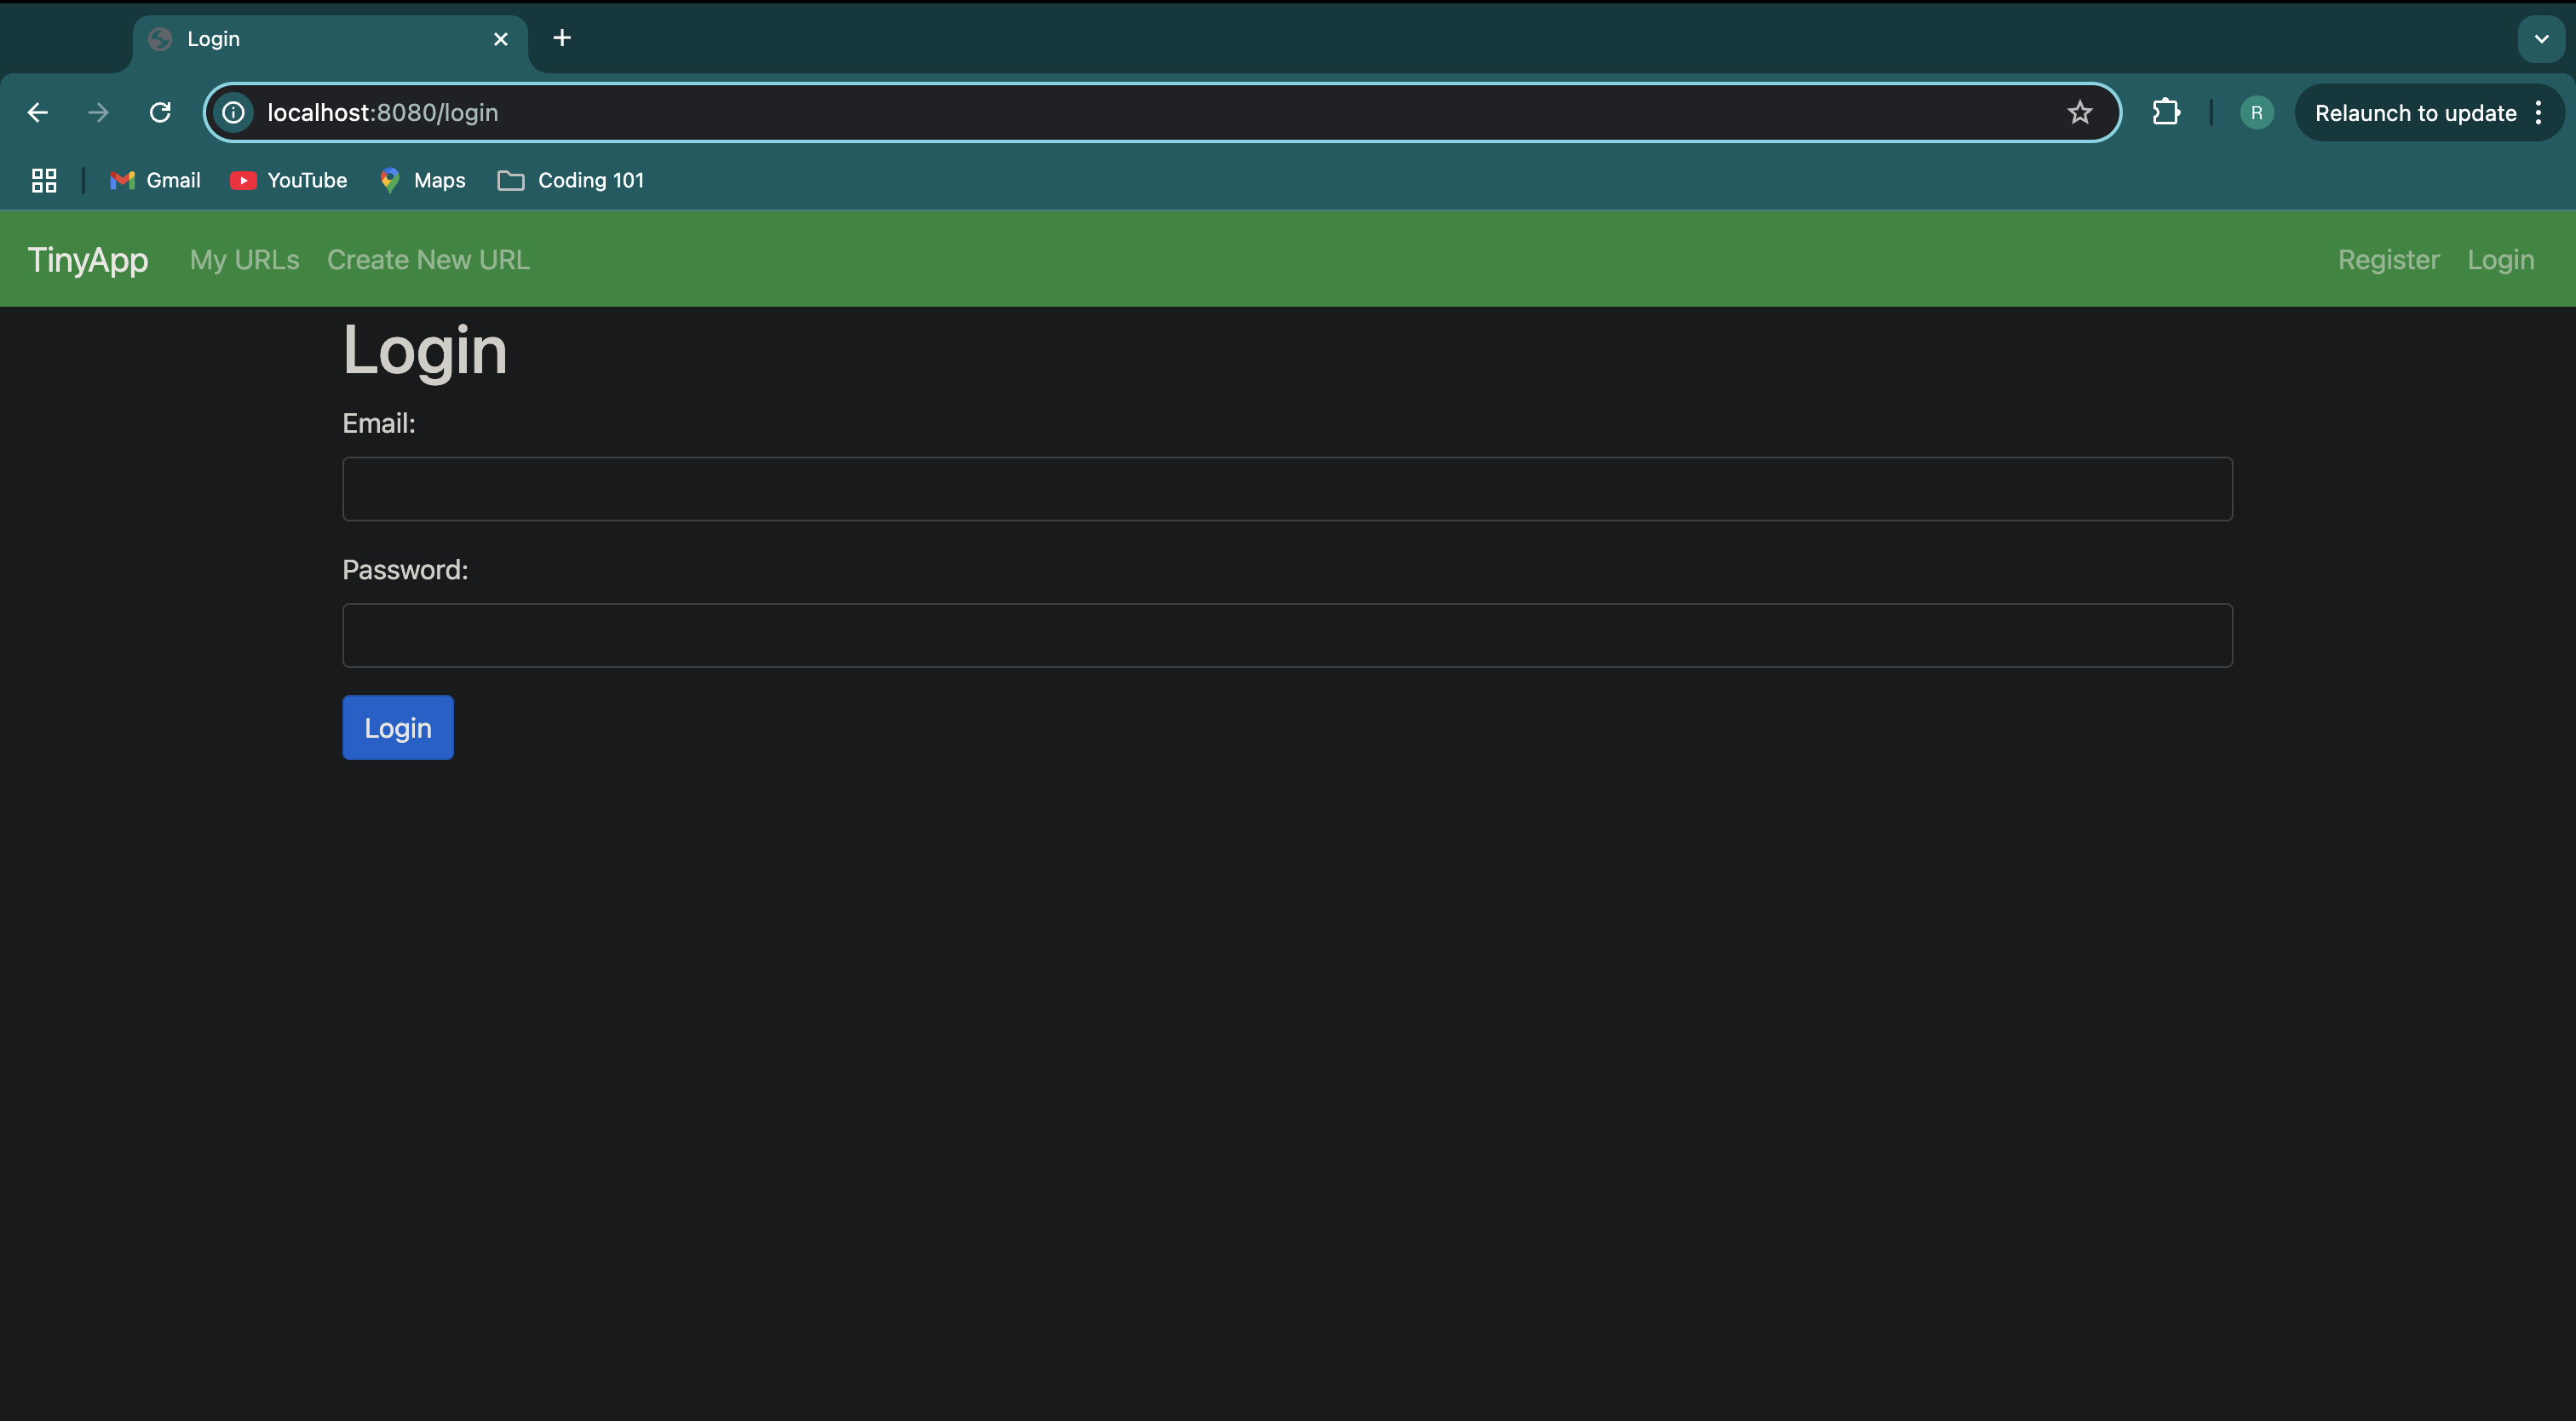 Login
localhost:8080/login
R
Relaunch to update
Gmail YouTube Maps Coding 101
TinyApp My URLs Create New URL Register Login
Login
Email:
Password:
Login